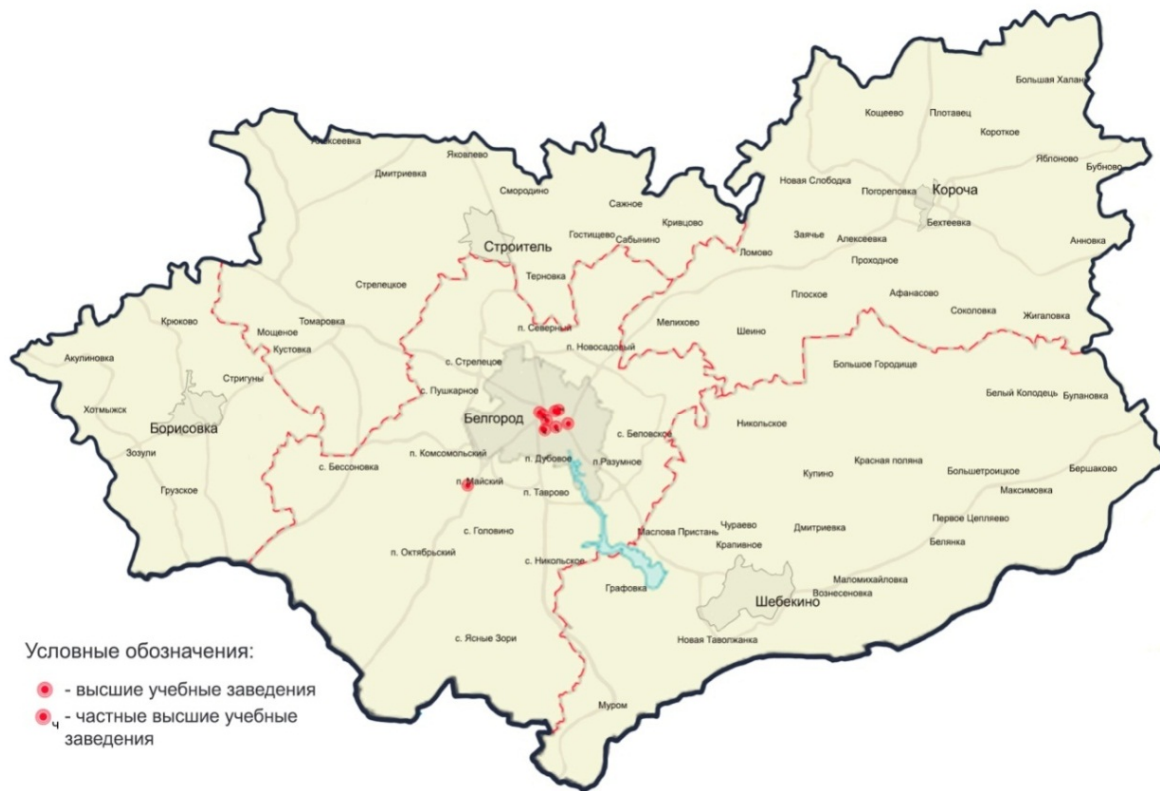 Большая Халань
Кощеево
Плотавец
Короткое
Алексеевка
Яковлево
Яблоново
Бубново
Дмитриевка
Новая Слободка
Смородино
Погореловка
Короча
Сажное
Кривцово
Бехтеевка
Гостищево
Сабынино
Заячье
Алексеевка
Анновка
Строитель
Ломово
Проходное
Терновка
Стрелецкое
Плоское
Афанасово
Соколовка
Жигаловка
Крюково
Мощеное
Томаровка
п. Северный
Мелихово
Шеино
Кустовка
п. Новосадовый
Акулиновка
с. Стрелецое
Большое Городище
Стригуны
с. Пушкарное
Белый Колодець
Булановка
Хотмыжск
Белгород
Никольское
Борисовка
с. Беловское
Зозули
п. Комсомольский
п. Дубовое
п.Разумное
Красная поляна
с. Бессоновка
Купино
Большетроицкое
Бершаково
п. Майский
Грузское
п. Таврово
Максимовка
Первое Цепляево
Чураево
Дмитриевка
с. Головино
Маслова Пристань
Крапивное
Белянка
п. Октябрьский
с. Никольское
Маломихайловка
Графовка
Вознесеновка
Шебекино
с. Ясные Зори
Новая Таволжанка
Муром
Условные обозначения:
- высшие учебные заведения
ч - частные высшие учебные
заведения